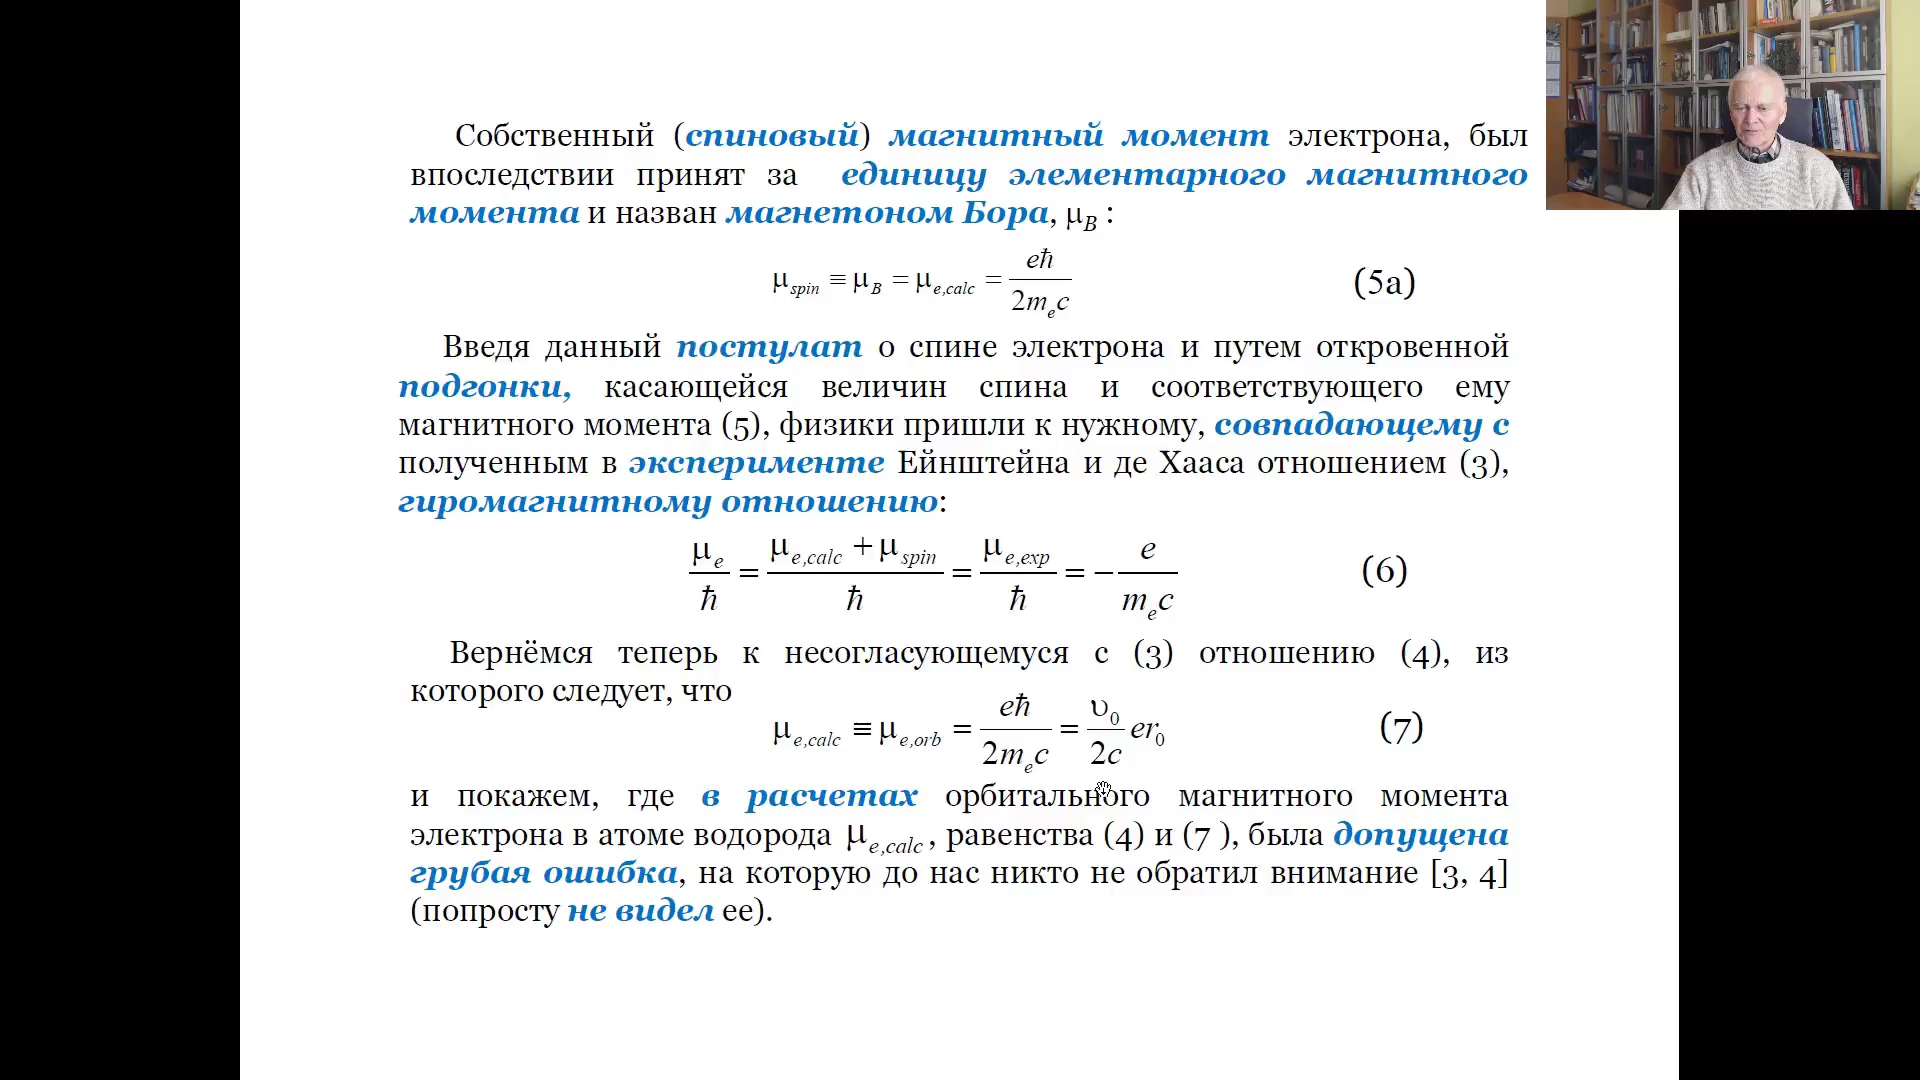 Собственный (спиновый) магнитный момент электрона, был
впоследствии принят за единицу элементарного магнитного
момента и назван магнетоном Бора, μ_B :
μ_spin ≡ μ_B = μ_e,calc = eħ / 2m_e c (5а)
Введя данный постулат о спине электрона и путем откровенной
подгонки, касающейся величин спина и соответствующего ему
магнитного момента (5), физики пришли к нужному, совпадающему с
полученным в эксперименте Ейнштейна и де Хааса отношением (3),
гиромагнитному отношению:
μ_e / ħ = (μ_e,calc + μ_spin) / ħ = μ_e,exp / ħ = − e / m_e c (6)
Вернёмся теперь к несогласующемуся с (3) отношению (4), из
которого следует, что
μ_e,calc ≡ μ_e,orb = eħ / 2m_e c = υ_0 / 2c er_0 (7)
и покажем, где в расчетах орбитального магнитного момента
электрона в атоме водорода μ_e,calc , равенства (4) и (7 ), была допущена
грубая ошибка, на которую до нас никто не обратил внимание [3, 4]
(попросту не видел ее).